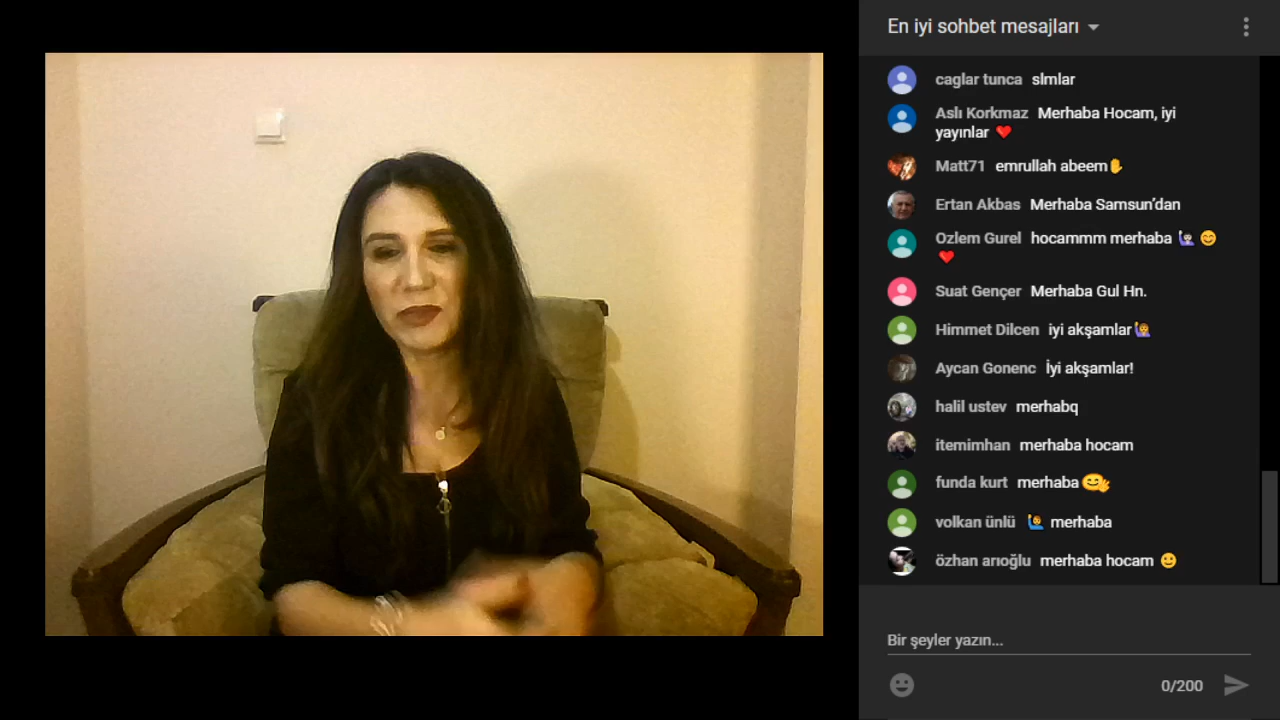 En iyi sohbet mesajları
caglar tunca slmlar
Aslı Korkmaz Merhaba Hocam, iyi
yayınlar ❤️
Matt71 emrullah abeem✋
Ertan Akbas Merhaba Samsun’dan
Ozlem Gurel hocammm merhaba 🙋🏻‍♀️ 😊
❤️
Suat Gençer Merhaba Gul Hn.
Himmet Dilcen iyi akşamlar🙋
Aycan Gonenc İyi akşamlar!
halil ustev merhabq
itemimhan merhaba hocam
funda kurt merhaba🤗
volkan ünlü 🙋‍♂️ merhaba
özhan arıoğlu merhaba hocam 🙂
Bir şeyler yazın...
0/200